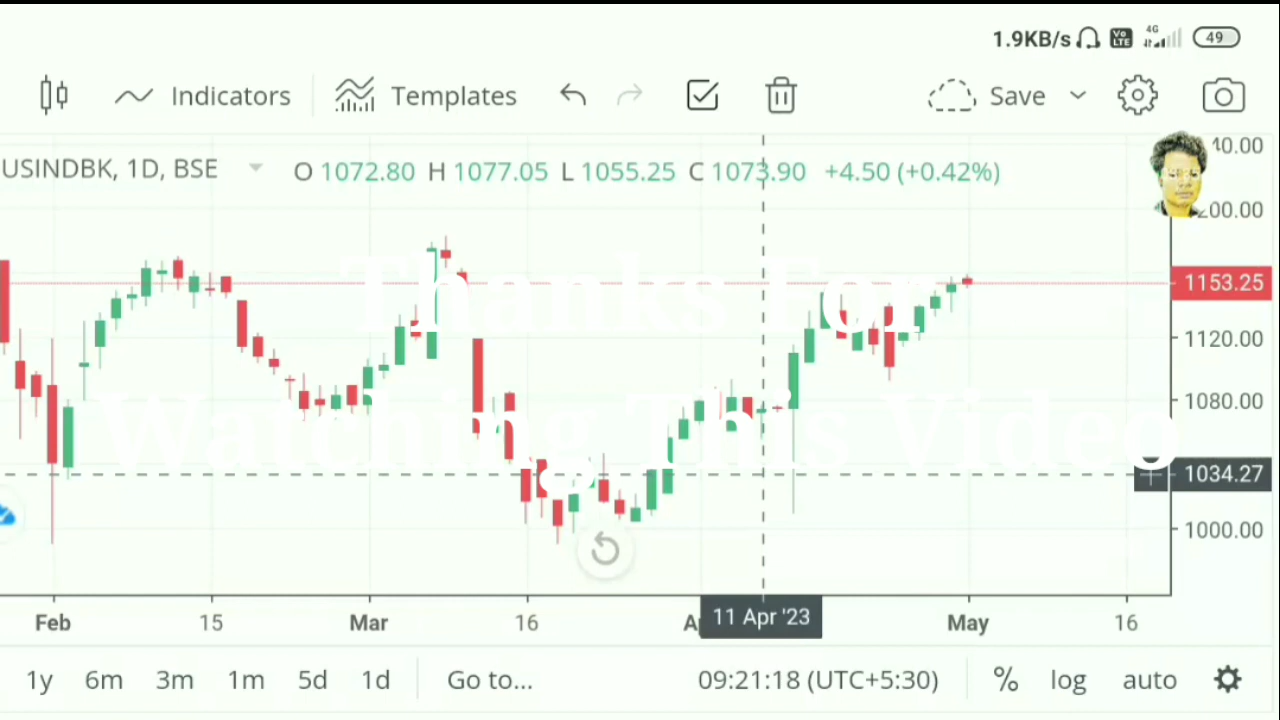 1.9KB/s Vo LTE 4G 49
Indicators Templates Save
USINDBK, 1D, BSE O 1072.80 H 1077.05 L 1055.25 C 1073.90 +4.50 (+0.42%)
40.00
200.00
Thanks For
1153.25
1120.00
1080.00
Watching This Video
1034.27
1000.00
Feb 15 Mar 16 11 Apr '23 May 16
1y 6m 3m 1m 5d 1d Go to... 09:21:18 (UTC+5:30) % log auto